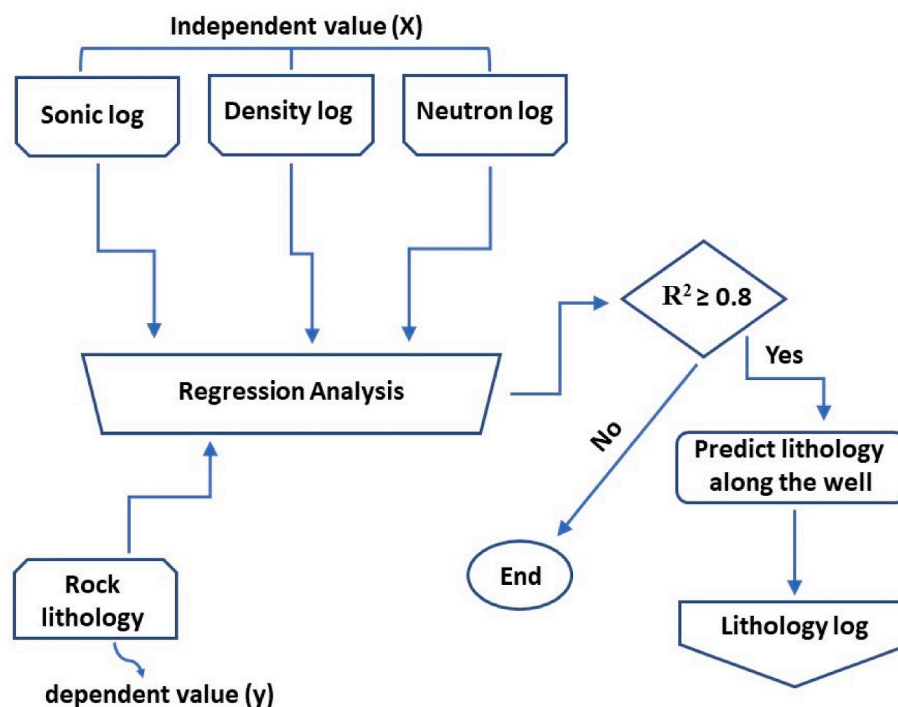 Independent value (X)
Sonic log
Density log
Neutron log
R² ≥ 0.8
Regression Analysis
Yes
No
Predict lithology
along the well
End
Rock
lithology
Lithology log
dependent value (y)